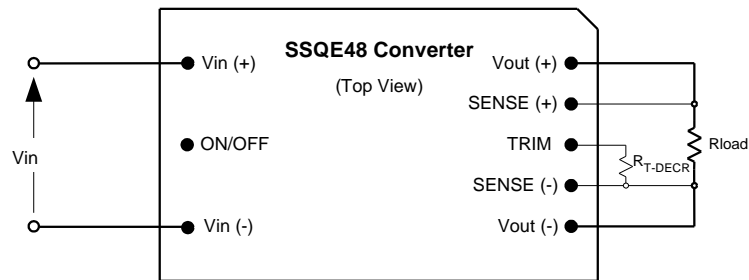 SSQE48 Converter
(Top View)
Vin (+)
Vout (+)
SENSE (+)
ON/OFF
TRIM
Rload
Vin
RT-DECR
SENSE (-)
Vin (-)
Vout (-)